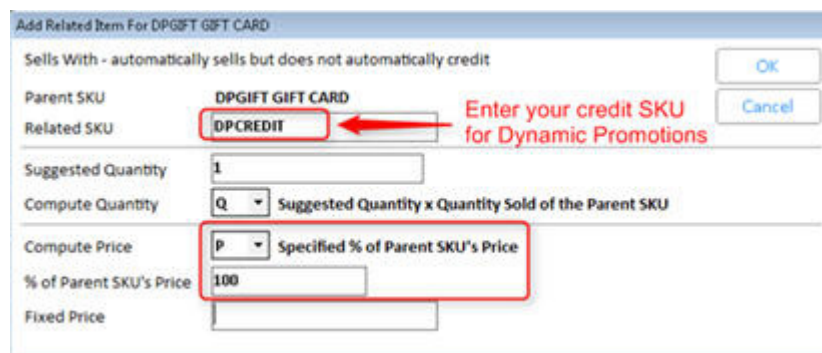 Add Related Item For DPGIFT GIFT CARD
Sells With - automatically sells but does not automatically credit
OK
Parent SKU DPGIFT GIFT CARD
Cancel
Related SKU DPCREDIT
Enter your credit SKU
for Dynamic Promotions
Suggested Quantity 1
Compute Quantity Q Suggested Quantity x Quantity Sold of the Parent SKU
Compute Price P Specified % of Parent SKU's Price
% of Parent SKU's Price 100
Fixed Price